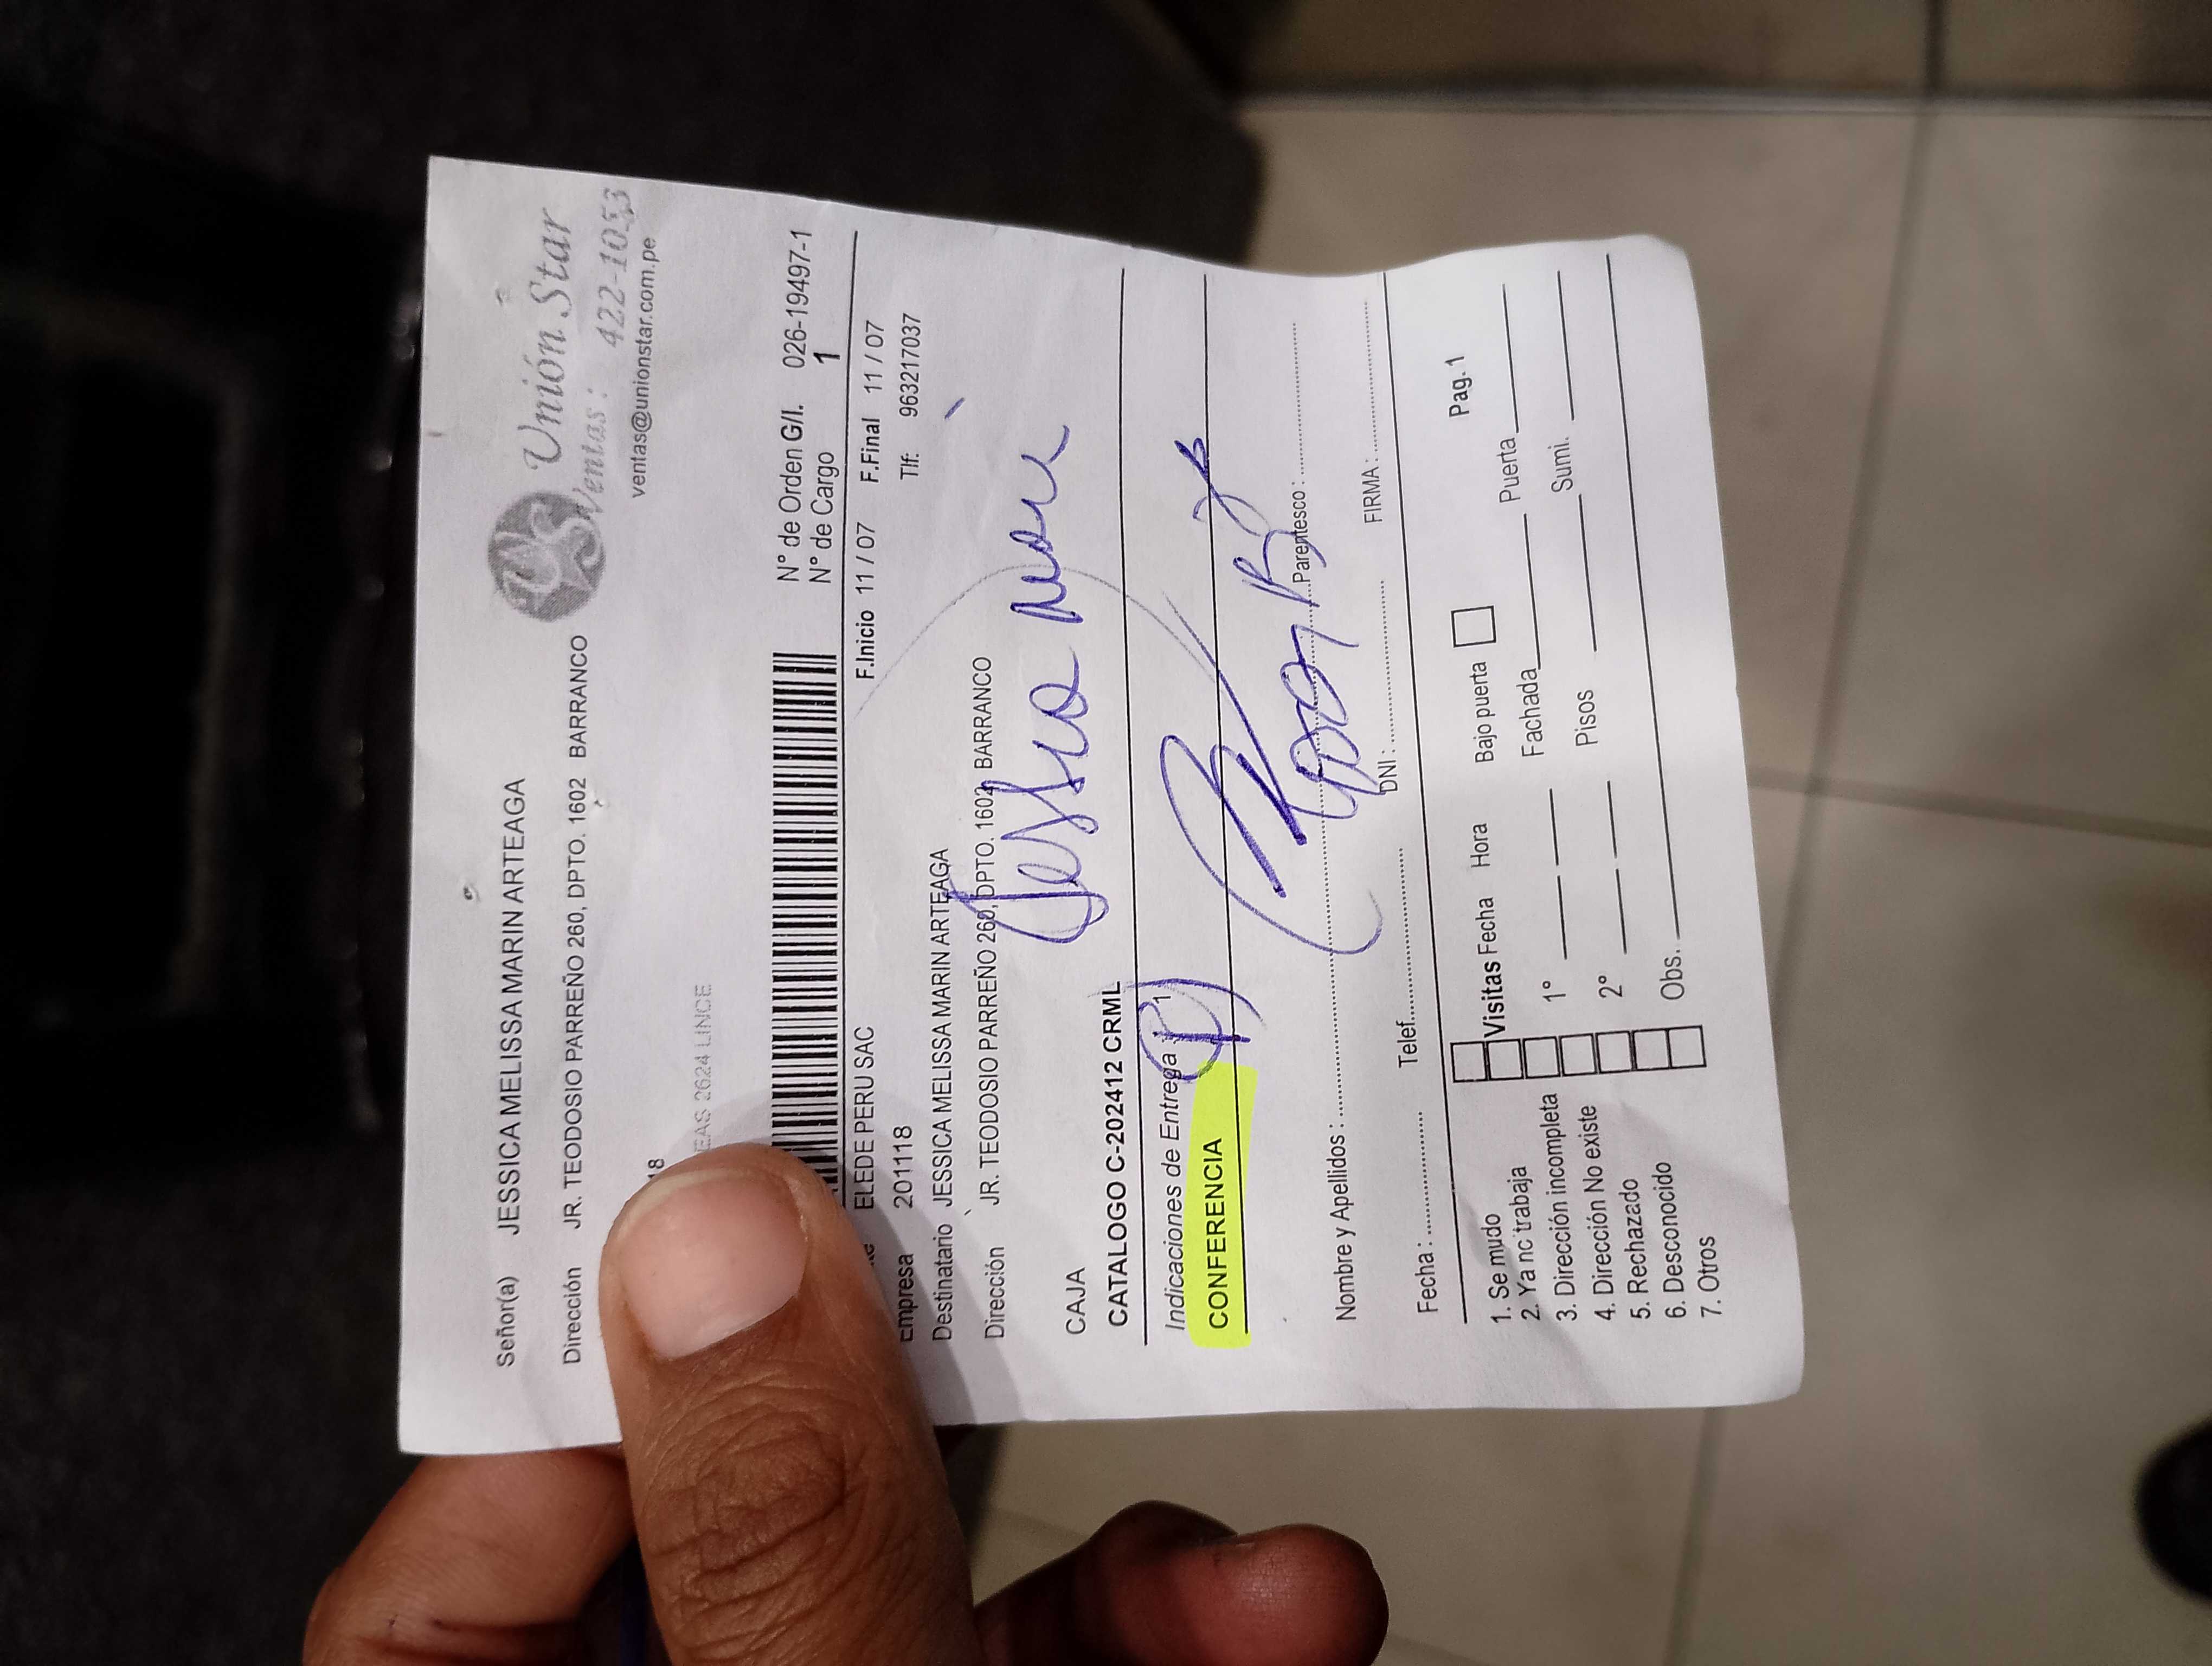 Unión Star
Ventas: 422-1053
ventas@unionstar.com.pe
Señor(a) JESSICA MELISSA MARIN ARTEAGA
Dirección JR. TEODOSIO PARREÑO 260, DPTO. 1602 BARRANCO
18
EAS 2624 LINCE
N° de Orden G/I. 026-19497-1
N° de Cargo 1
ELEDE PERU SAC F.Inicio 11 / 07 F.Final 11 / 07
Empresa 201118 Tlf: 963217037
Destinatario JESSICA MELISSA MARIN ARTEAGA
Dirección JR. TEODOSIO PARREÑO 260, DPTO. 1602 BARRANCO
CAJA
CATALOGO C-202412 CRML
Indicaciones de Entrega
CONFERENCIA
Nombre y Apellidos: Parentesco:
DNI: FIRMA:
Fecha: Telef.
1. Se mudo
2. Ya no trabaja
3. Dirección incompleta
4. Dirección No existe
5. Rechazado
6. Desconocido
7. Otros
Visitas Fecha Hora Bajo puerta Pag. 1
1° Fachada Puerta
2° Pisos Sumi.
Obs.